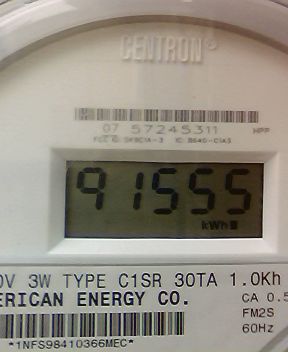 CENTRON®
07 57245311 HPP
91555
kWh
0V 3W TYPE C1SR 30TA 1.0Kh
ERICAN ENERGY CO.
CA 0.5
FM2S
60Hz
*1NFS98410366MEC*